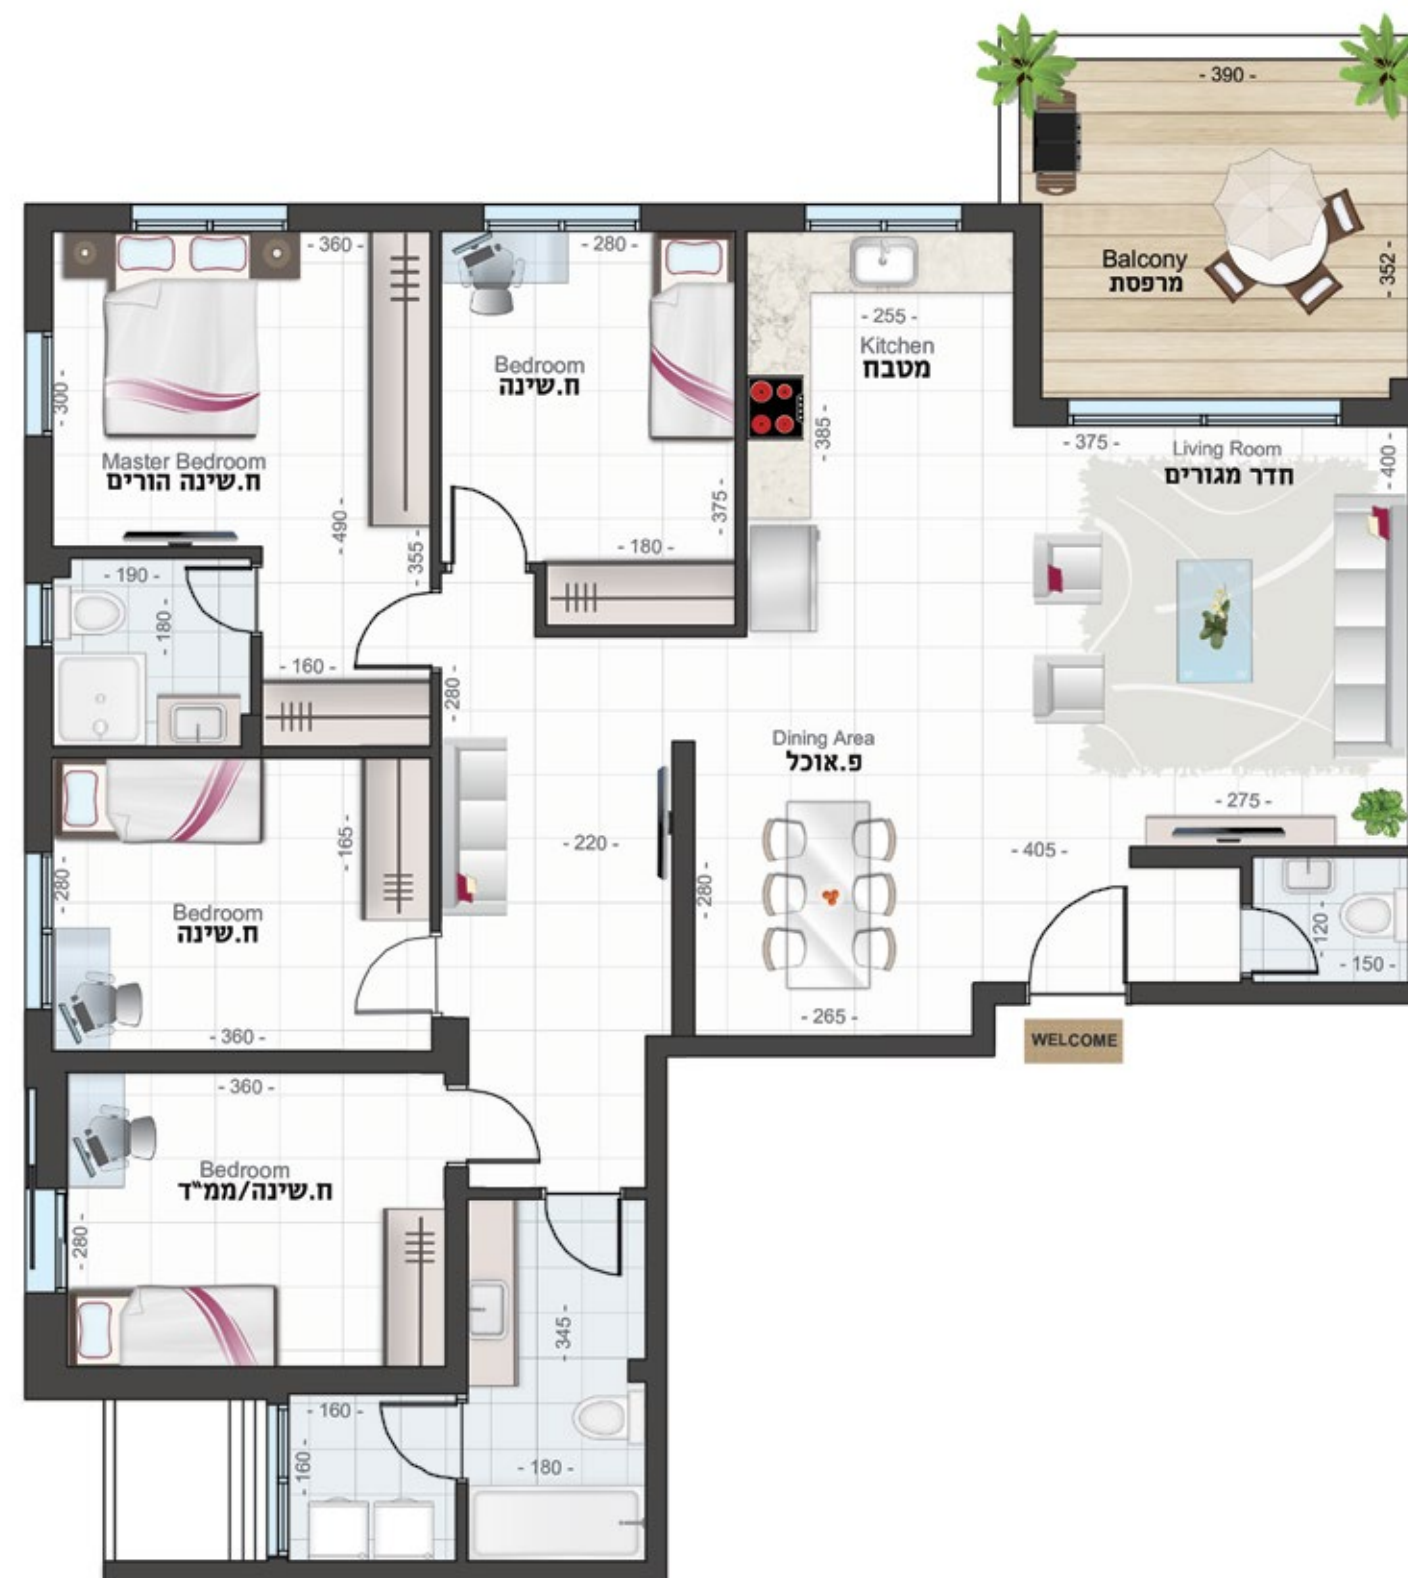 - 390 -
Balcony
מרפסת
- 352 -
- 360 -
- 280 -
- 255 -
Kitchen
מטבח
- 385 -
Bedroom
ח.שינה
- 375 -
- 180 -
- 300 -
Master Bedroom
ח.שינה הורים
- 490 -
- 355 -
- 375 -
Living Room
חדר מגורים
- 400 -
- 190 -
- 180 -
- 160 -
- 280 -
Dining Area
פ.אוכל
- 275 -
- 405 -
- 220 -
- 165 -
- 280 -
Bedroom
ח.שינה
- 360 -
- 280 -
- 265 -
- 120 -
- 150 -
WELCOME
- 360 -
Bedroom
ח.שינה/ממ"ד
- 280 -
- 345 -
- 160 -
- 160 -
- 180 -